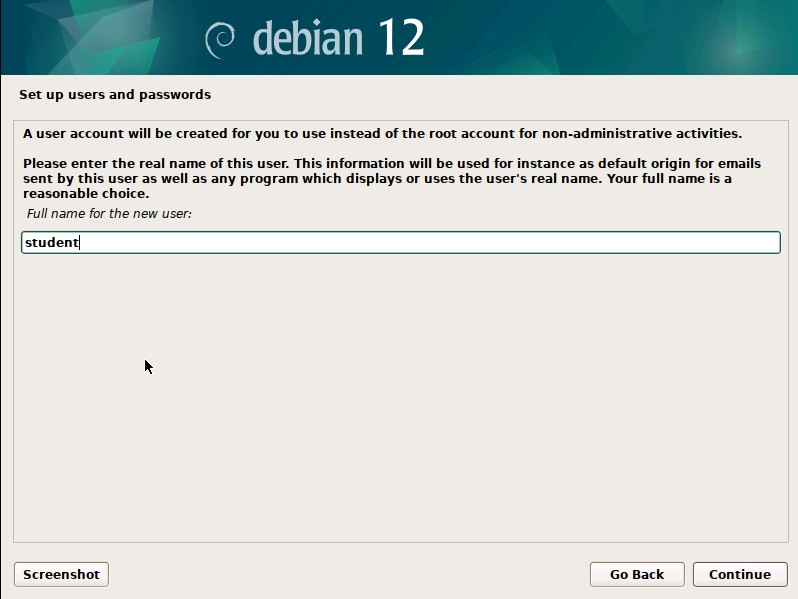 debian 12
Set up users and passwords
A user account will be created for you to use instead of the root account for non-administrative activities.
Please enter the real name of this user. This information will be used for instance as default origin for emails
sent by this user as well as any program which displays or uses the user's real name. Your full name is a
reasonable choice.
Full name for the new user:
student
Screenshot
Go Back
Continue